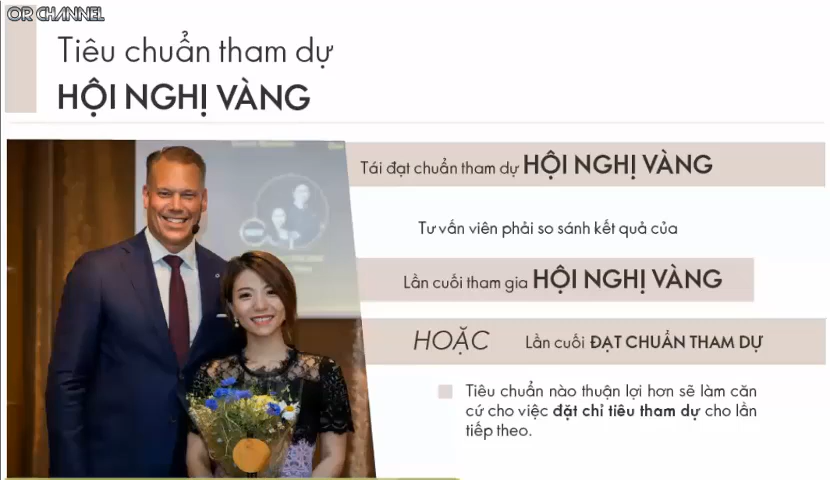 OR CHANNEL
Tiêu chuẩn tham dự
HỘI NGHỊ VÀNG
Tái đạt chuẩn tham dự HỘI NGHỊ VÀNG
Tư vấn viên phải so sánh kết quả của
Lần cuối tham gia HỘI NGHỊ VÀNG
HOẶC Lần cuối ĐẠT CHUẨN THAM DỰ
Tiêu chuẩn nào thuận lợi hơn sẽ làm căn
cứ cho việc đặt chỉ tiêu tham dự cho lần
tiếp theo.